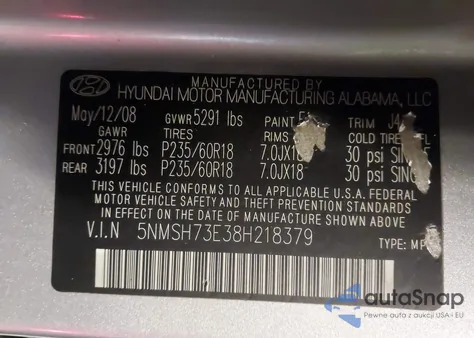 MANUFACTURED BY
HYUNDAI MOTOR MANUFACTURING ALABAMA, LLC
May/12/08 GVWR 5291 lbs PAINT TRIM
GAWR TIRES RIMS COLD TIRE
FRONT 2976 lbs P235/60R18 7.0JX18 30 psi
REAR 3197 lbs P235/60R18 7.0JX18 30 psi
THIS VEHICLE CONFORMS TO ALL APPLICABLE U.S.A. FEDERAL
MOTOR VEHICLE SAFETY AND THEFT PREVENTION STANDARDS
IN EFFECT ON THE DATE OF MANUFACTURE SHOWN ABOVE.
V.I.N 5NMSH73E38H218379 TYPE:
autoSnap
Pewne auta z aukcji USA i EU